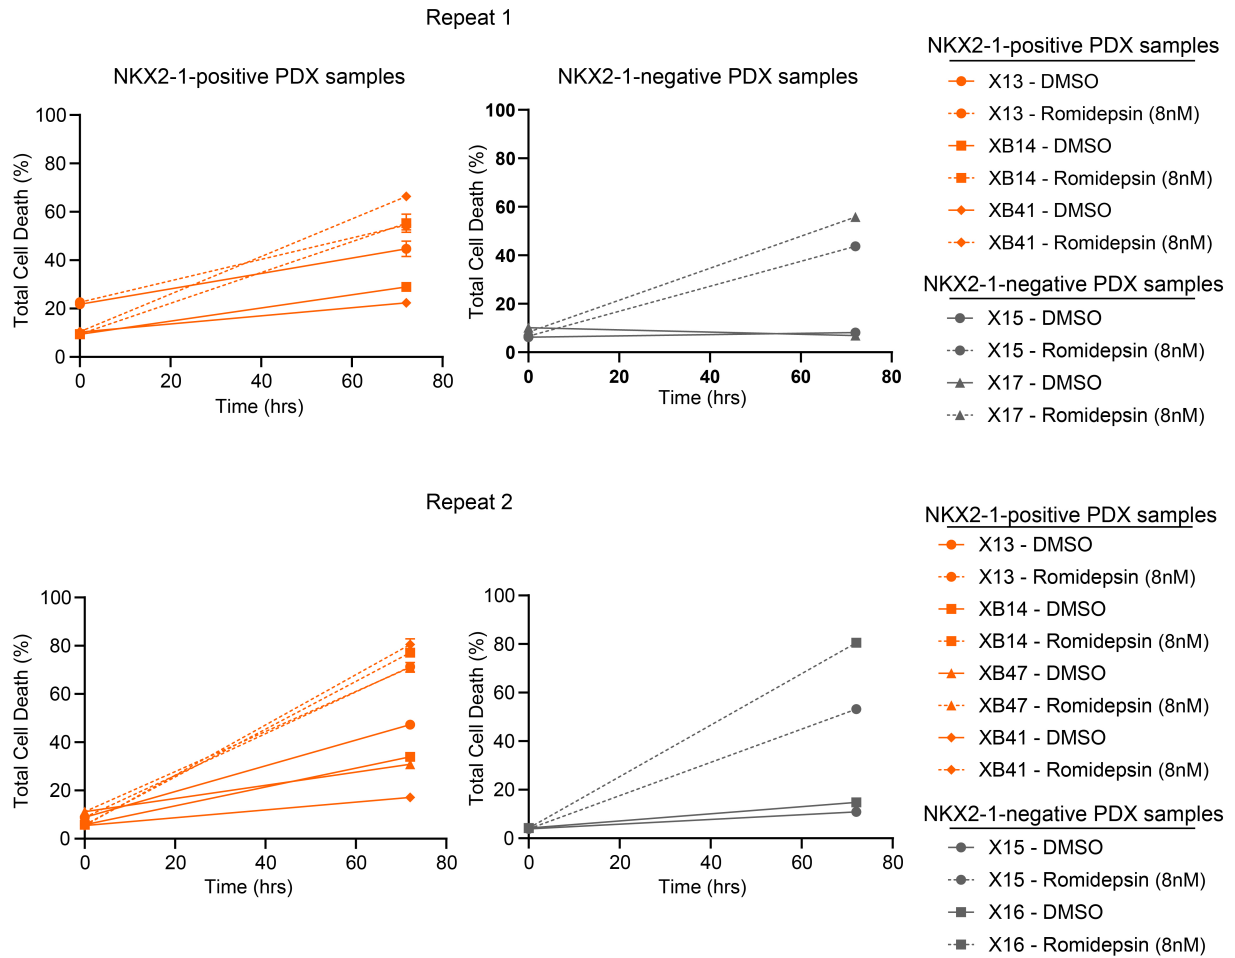 Repeat 1
NKX2-1-positive PDX samples
Total Cell Death (%)
100
80
60
40
20
0
0 20 40 60 80
Time (hrs)
NKX2-1-negative PDX samples
Total Cell Death (%)
100
80
60
40
20
0
0 20 40 60 80
Time (hrs)
NKX2-1-positive PDX samples
X13 - DMSO
X13 - Romidepsin (8nM)
XB14 - DMSO
XB14 - Romidepsin (8nM)
XB41 - DMSO
XB41 - Romidepsin (8nM)
NKX2-1-negative PDX samples
X15 - DMSO
X15 - Romidepsin (8nM)
X17 - DMSO
X17 - Romidepsin (8nM)
Repeat 2
Total Cell Death (%)
100
80
60
40
20
0
0 20 40 60 80
Time (hrs)
Total Cell Death (%)
100
80
60
40
20
0
0 20 40 60 80
Time (hrs)
NKX2-1-positive PDX samples
X13 - DMSO
X13 - Romidepsin (8nM)
XB14 - DMSO
XB14 - Romidepsin (8nM)
XB47 - DMSO
XB47 - Romidepsin (8nM)
XB41 - DMSO
XB41 - Romidepsin (8nM)
NKX2-1-negative PDX samples
X15 - DMSO
X15 - Romidepsin (8nM)
X16 - DMSO
X16 - Romidepsin (8nM)